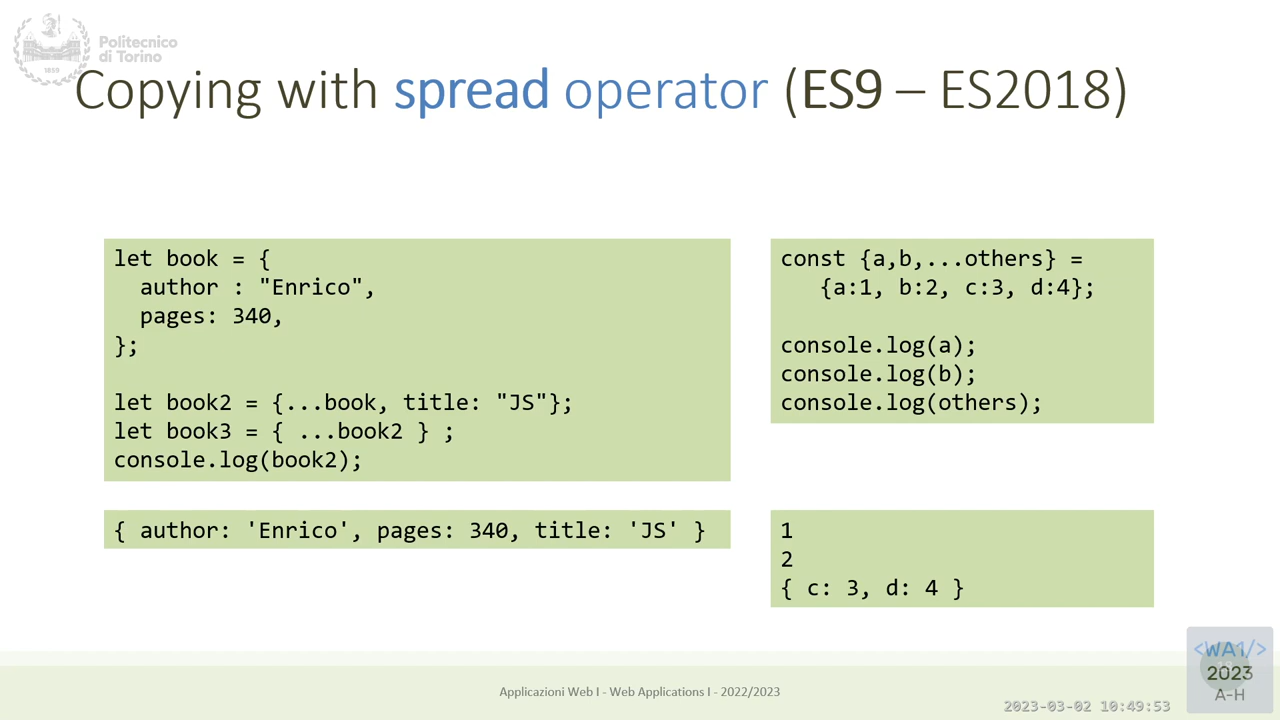 Politecnico
di Torino
1859
Copying with spread operator (ES9 – ES2018)
let book = {
  author : "Enrico",
  pages: 340,
};
let book2 = {...book, title: "JS"};
let book3 = { ...book2 } ;
console.log(book2);
{ author: 'Enrico', pages: 340, title: 'JS' }
const {a,b,...others} =
   {a:1, b:2, c:3, d:4};
console.log(a);
console.log(b);
console.log(others);
1
2
{ c: 3, d: 4 }
Applicazioni Web I - Web Applications I - 2022/2023
<WA1/>
2023
A-H
2023-03-02 10:49:53